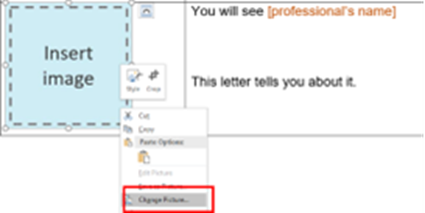 You will see [professional's name]
Insert
image
Style Crop
This letter tells you about it.
Cut
Copy
Paste Options:
Edit Picture
Change Picture...